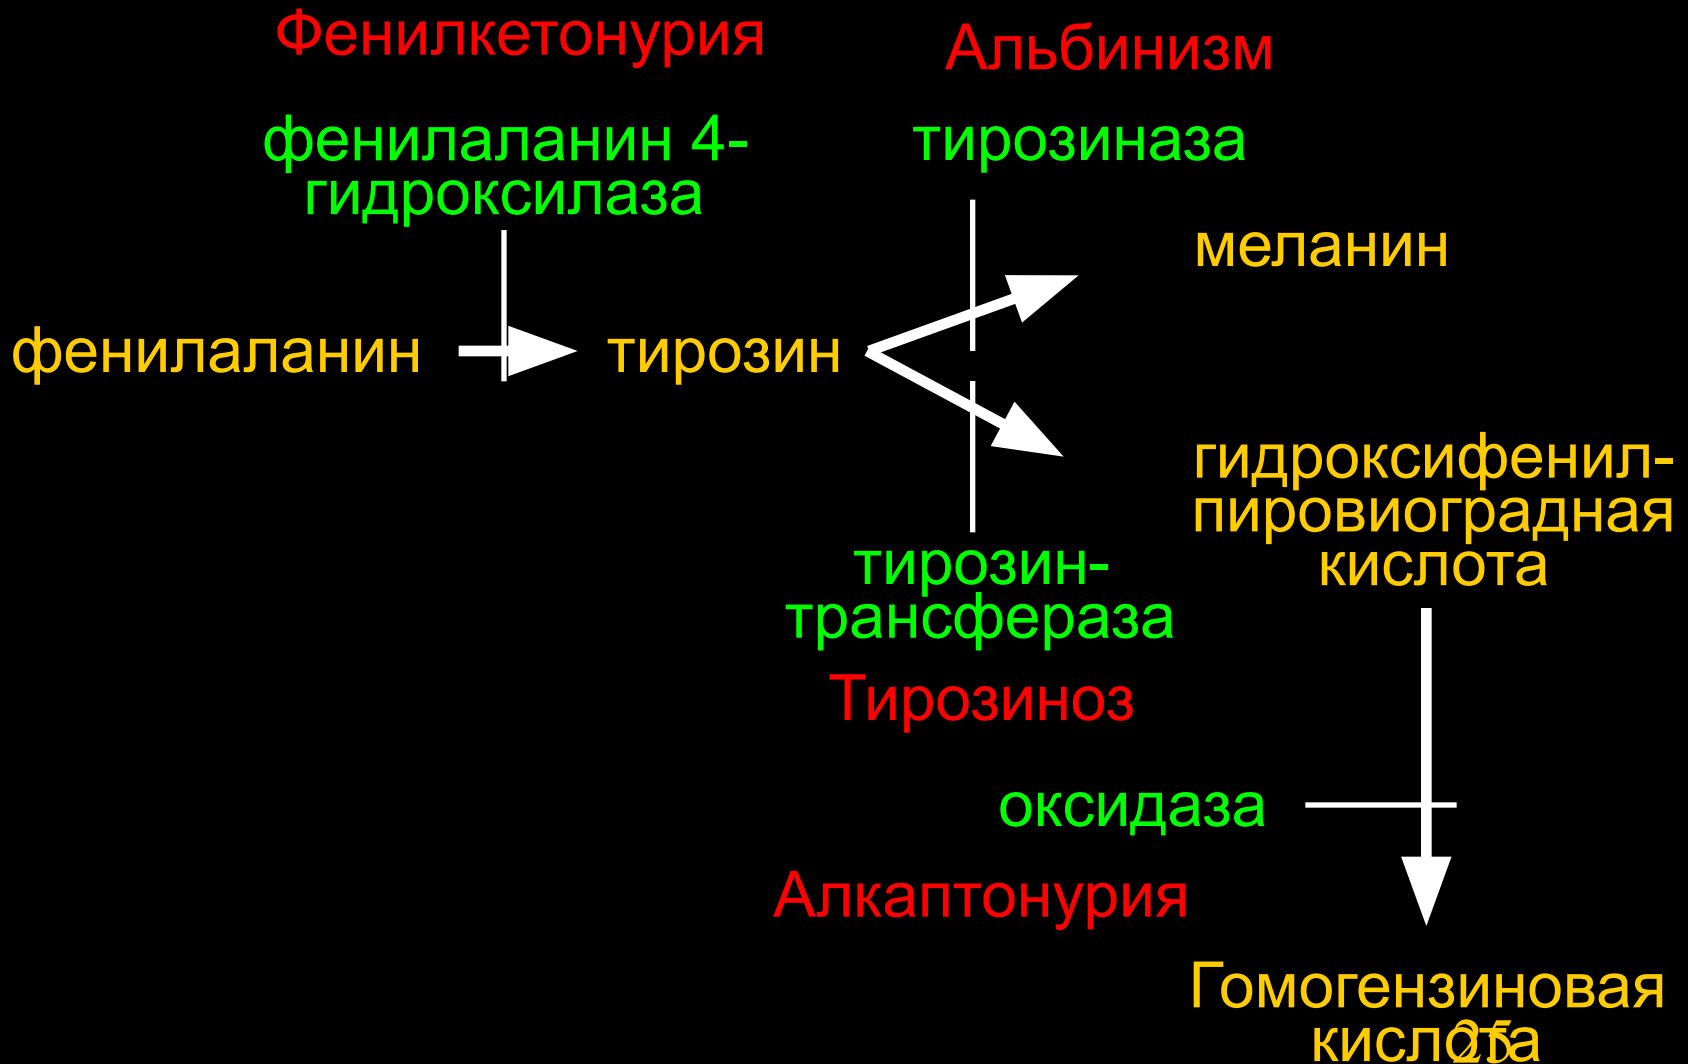 Фенилкетонурия
Альбинизм
фенилаланин 4-
гидроксилаза
тирозиназа
меланин
фенилаланин
тирозин
гидроксифенил-
пировиоградная
кислота
тирозин-
трансфераза
Тирозиноз
оксидаза
Алкаптонурия
Гомогензиновая
кислота
25